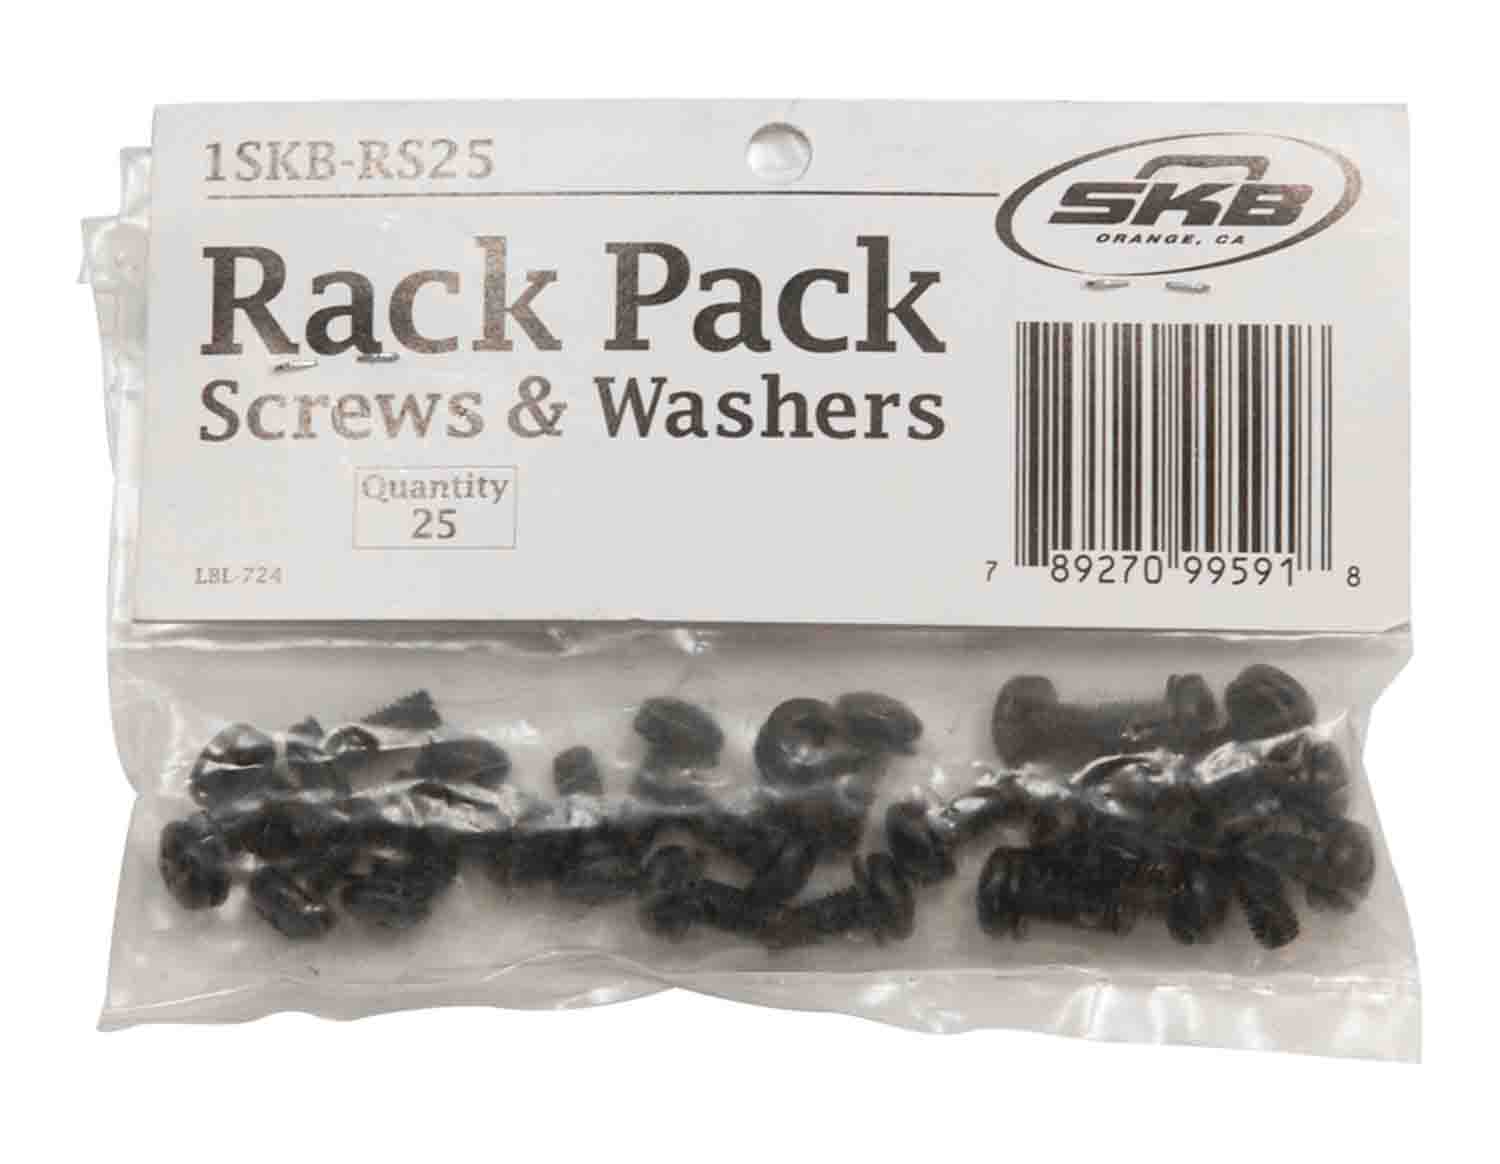 1SKB-RS25
SKB
ORANGE, CA
Rack Pack
Screws & Washers
Quantity
25
LBL-724
7 89270 99591 8